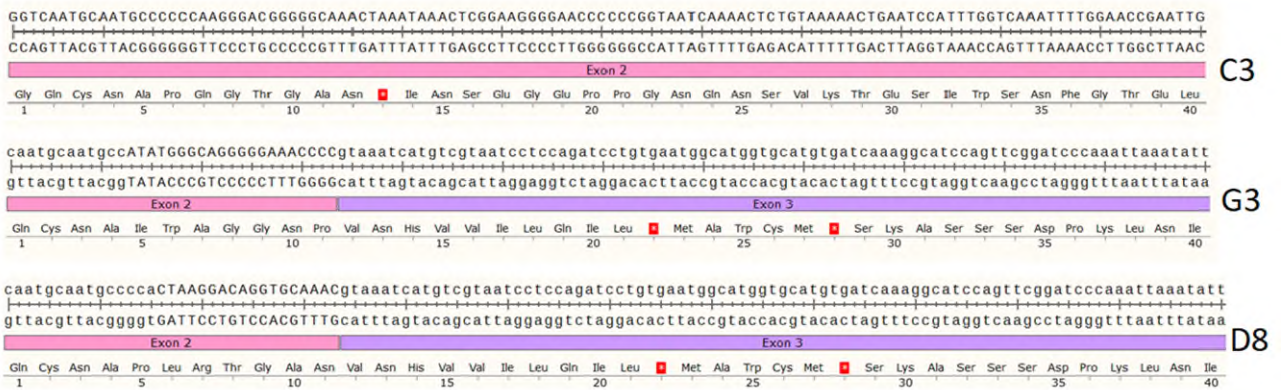 GGTCAATGCAATGCCCCCCAAGGGACGGGGGCAAACTAAATAAACTCGGAAGGGGAACCCCCCGGTAATCAAAACTCTGTAAAAACTGAATCCATTTGGTCAAATTTTGGAACCGAATTG
CCAGTTACGTTACGGGGGGTTCCCTGCCCCCGTTTGATTTATTTGAGCCTTCCCCTTGGGGGGCCATTAGTTTTGAGACATTTTTGACTTAGGTAAACCAGTTTAAAACCTTGGCTTAAC
Exon 2 C3
Gly Gln Cys Asn Ala Pro Gln Gly Thr Gly Ala Asn * Ile Asn Ser Glu Gly Glu Pro Pro Gly Asn Gln Asn Ser Val Lys Thr Glu Ser Ile Trp Ser Asn Phe Gly Thr Glu Leu
1 5 10 15 20 25 30 35 40
caatgcaatgccATATGGGCAGGGGGAAACCCCgtaaatcatgtcgtaatcctccagatcctgtgaatggcatggtgcatgtgatcaaaggcatccagttcggatcccaaattaaatatt
gttacgttacggTATACCCGTCCCCCTTTGGGGcatttagtacagcattaggaggtctaggacacttaccgtaccacgtacactagtttccgtaggtcaagcctagggtttaatttataa
Exon 2 Exon 3 G3
Gln Cys Asn Ala Ile Trp Ala Gly Gly Asn Pro Val Asn His Val Val Ile Leu Gln Ile Leu * Met Ala Trp Cys Met * Ser Lys Ala Ser Ser Ser Asp Pro Lys Leu Asn Ile
1 5 10 15 20 25 30 35 40
caatgcaatgccccaCTAAGGACAGGTGCAAACgtaaatcatgtcgtaatcctccagatcctgtgaatggcatggtgcatgtgatcaaaggcatccagttcggatcccaaattaaatatt
gttacgttacggggtGATTCCTGTCCACGTTTGcatttagtacagcattaggaggtctaggacacttaccgtaccacgtacactagtttccgtaggtcaagcctagggtttaatttataa
Exon 2 Exon 3 D8
Gln Cys Asn Ala Pro Leu Arg Thr Gly Ala Asn Val Asn His Val Val Ile Leu Gln Ile Leu * Met Ala Trp Cys Met * Ser Lys Ala Ser Ser Ser Asp Pro Lys Leu Asn Ile
1 5 10 15 20 25 30 35 40